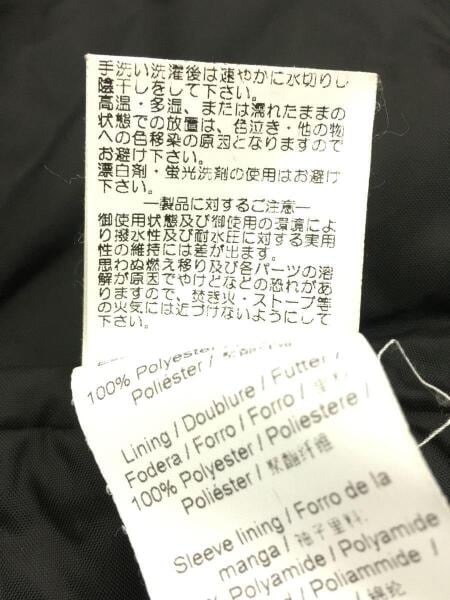 手洗い洗濯後は速やかに水切りし
陰干しをして下さい。
高温・多湿、または濡れたままの
状態での放置は、色泣き・他の物
への色移染の原因となりますので
お避け下さい。
漂白剤・蛍光洗剤の使用はお避け
下さい。
―製品に対するご注意―
御使用状態及び御使用の環境によ
り撥水性及び耐水圧に対する実用
性の維持には差が出ます。
思わぬ燃え移り及び各パーツの溶
解が原因でやけどなどの恐れがあ
りますので、焚き火・ストーブ等
の火気には近づけないようにして
下さい。
100% Polyester /
Poliéster / 聚酯纤维
Lining / Doublure / Futter /
Fodera / Forro / Forro / 里料
100% Polyester / Poliestere /
Poliéster / 聚酯纤维
Sleeve lining / Forro de la
manga / 袖子里料:
Polyamide / Polyamide
Poliammide /